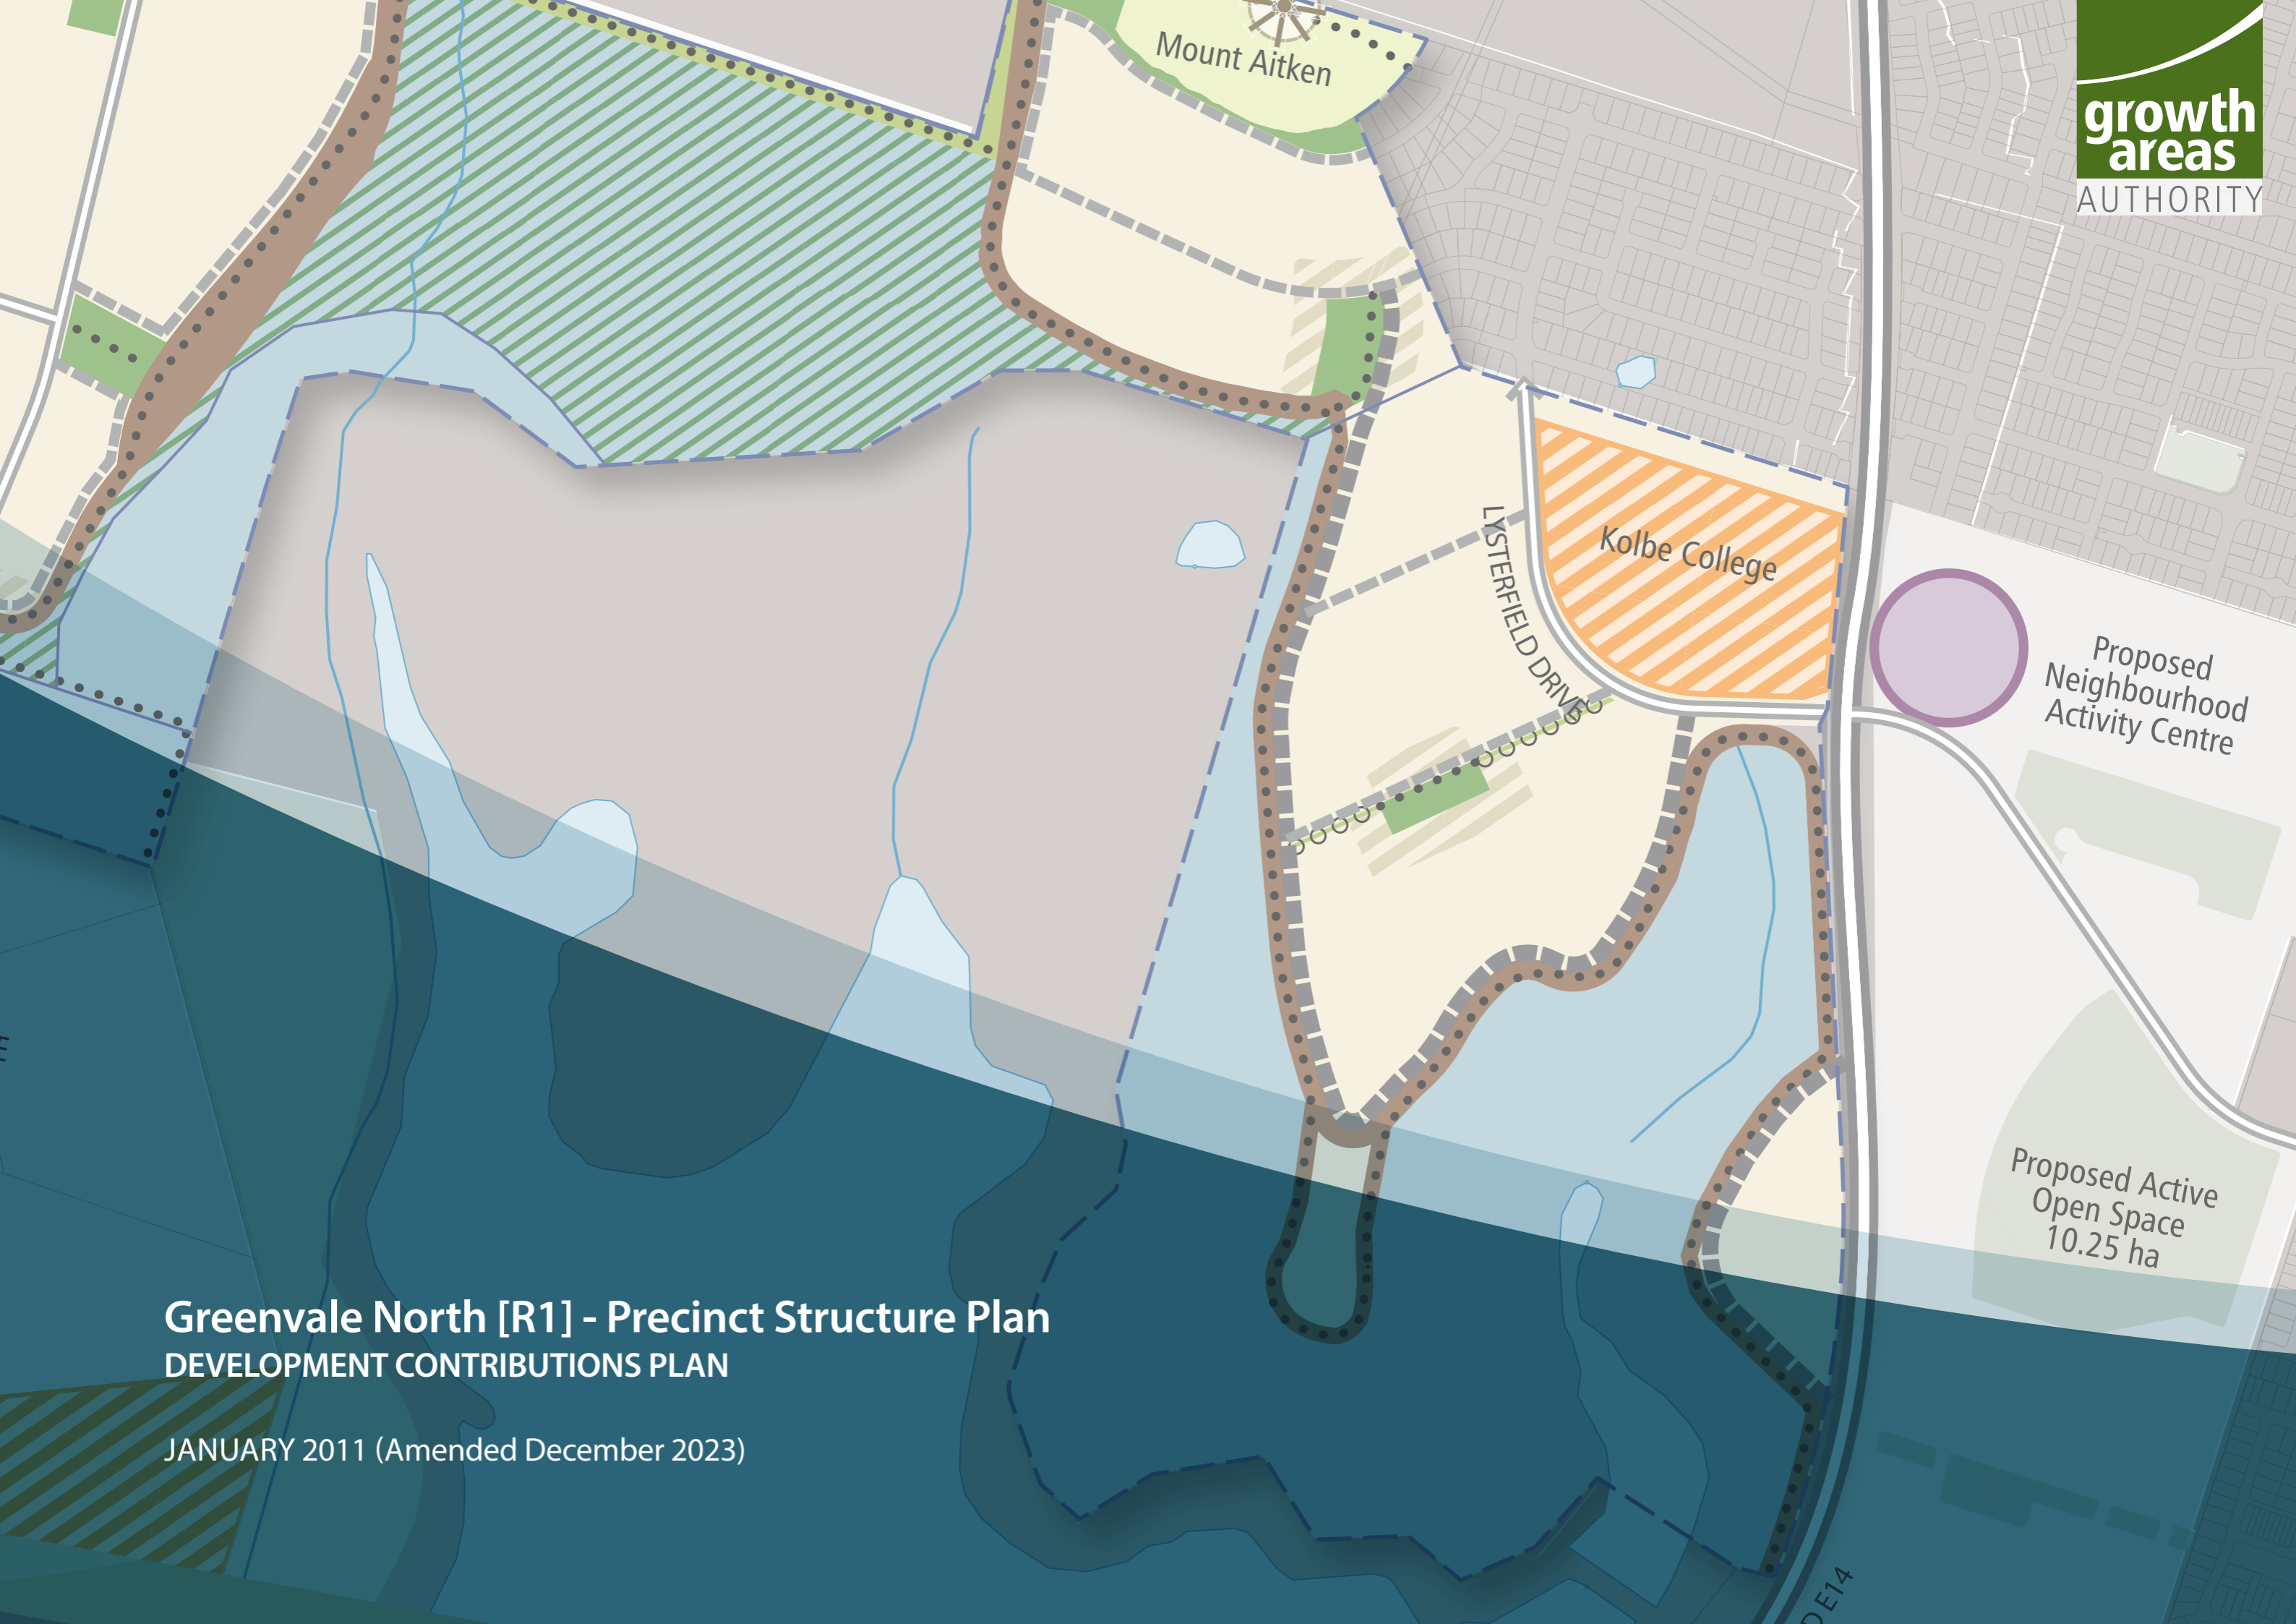 Mount Aitken
growth
areas
AUTHORITY
LYSTERFIELD DRIVE
Kolbe College
Proposed
Neighbourhood
Activity Centre
Proposed Active
Open Space
10.25 ha
Greenvale North [R1] - Precinct Structure Plan
DEVELOPMENT CONTRIBUTIONS PLAN
JANUARY 2011 (Amended December 2023)
E14